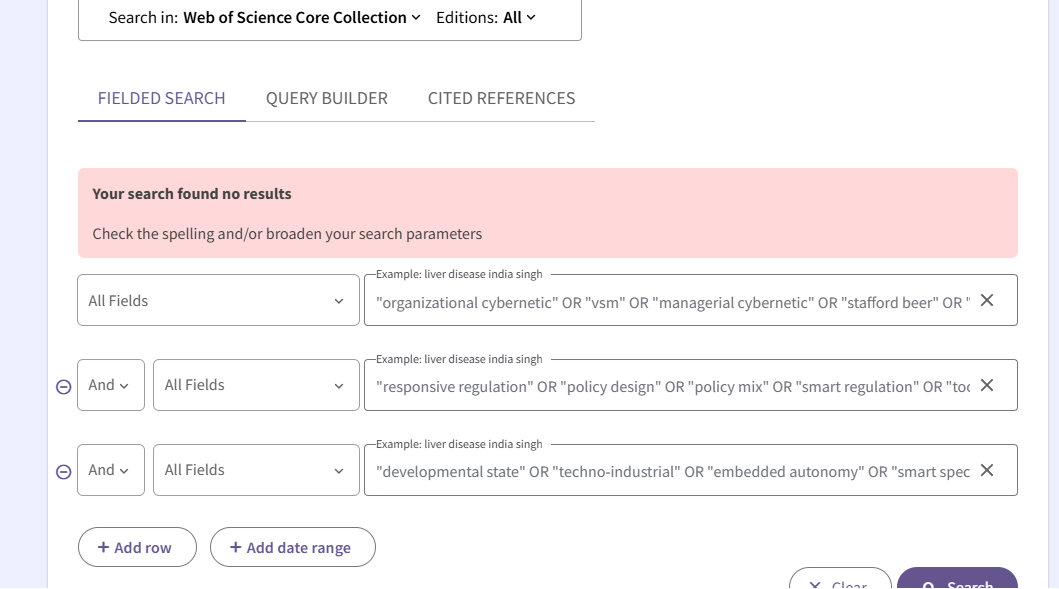 Search in: Web of Science Core Collection Editions: All
FIELDED SEARCH QUERY BUILDER CITED REFERENCES
Your search found no results
Check the spelling and/or broaden your search parameters
Example: liver disease india singh
All Fields "organizational cybernetic" OR "vsm" OR "managerial cybernetic" OR "stafford beer" OR "
Example: liver disease india singh
And All Fields "responsive regulation" OR "policy design" OR "policy mix" OR "smart regulation" OR
Example: liver disease india singh
And All Fields "developmental state" OR "techno-industrial" OR "embedded autonomy" OR "smart spec
+ Add row + Add date range
Clear Search